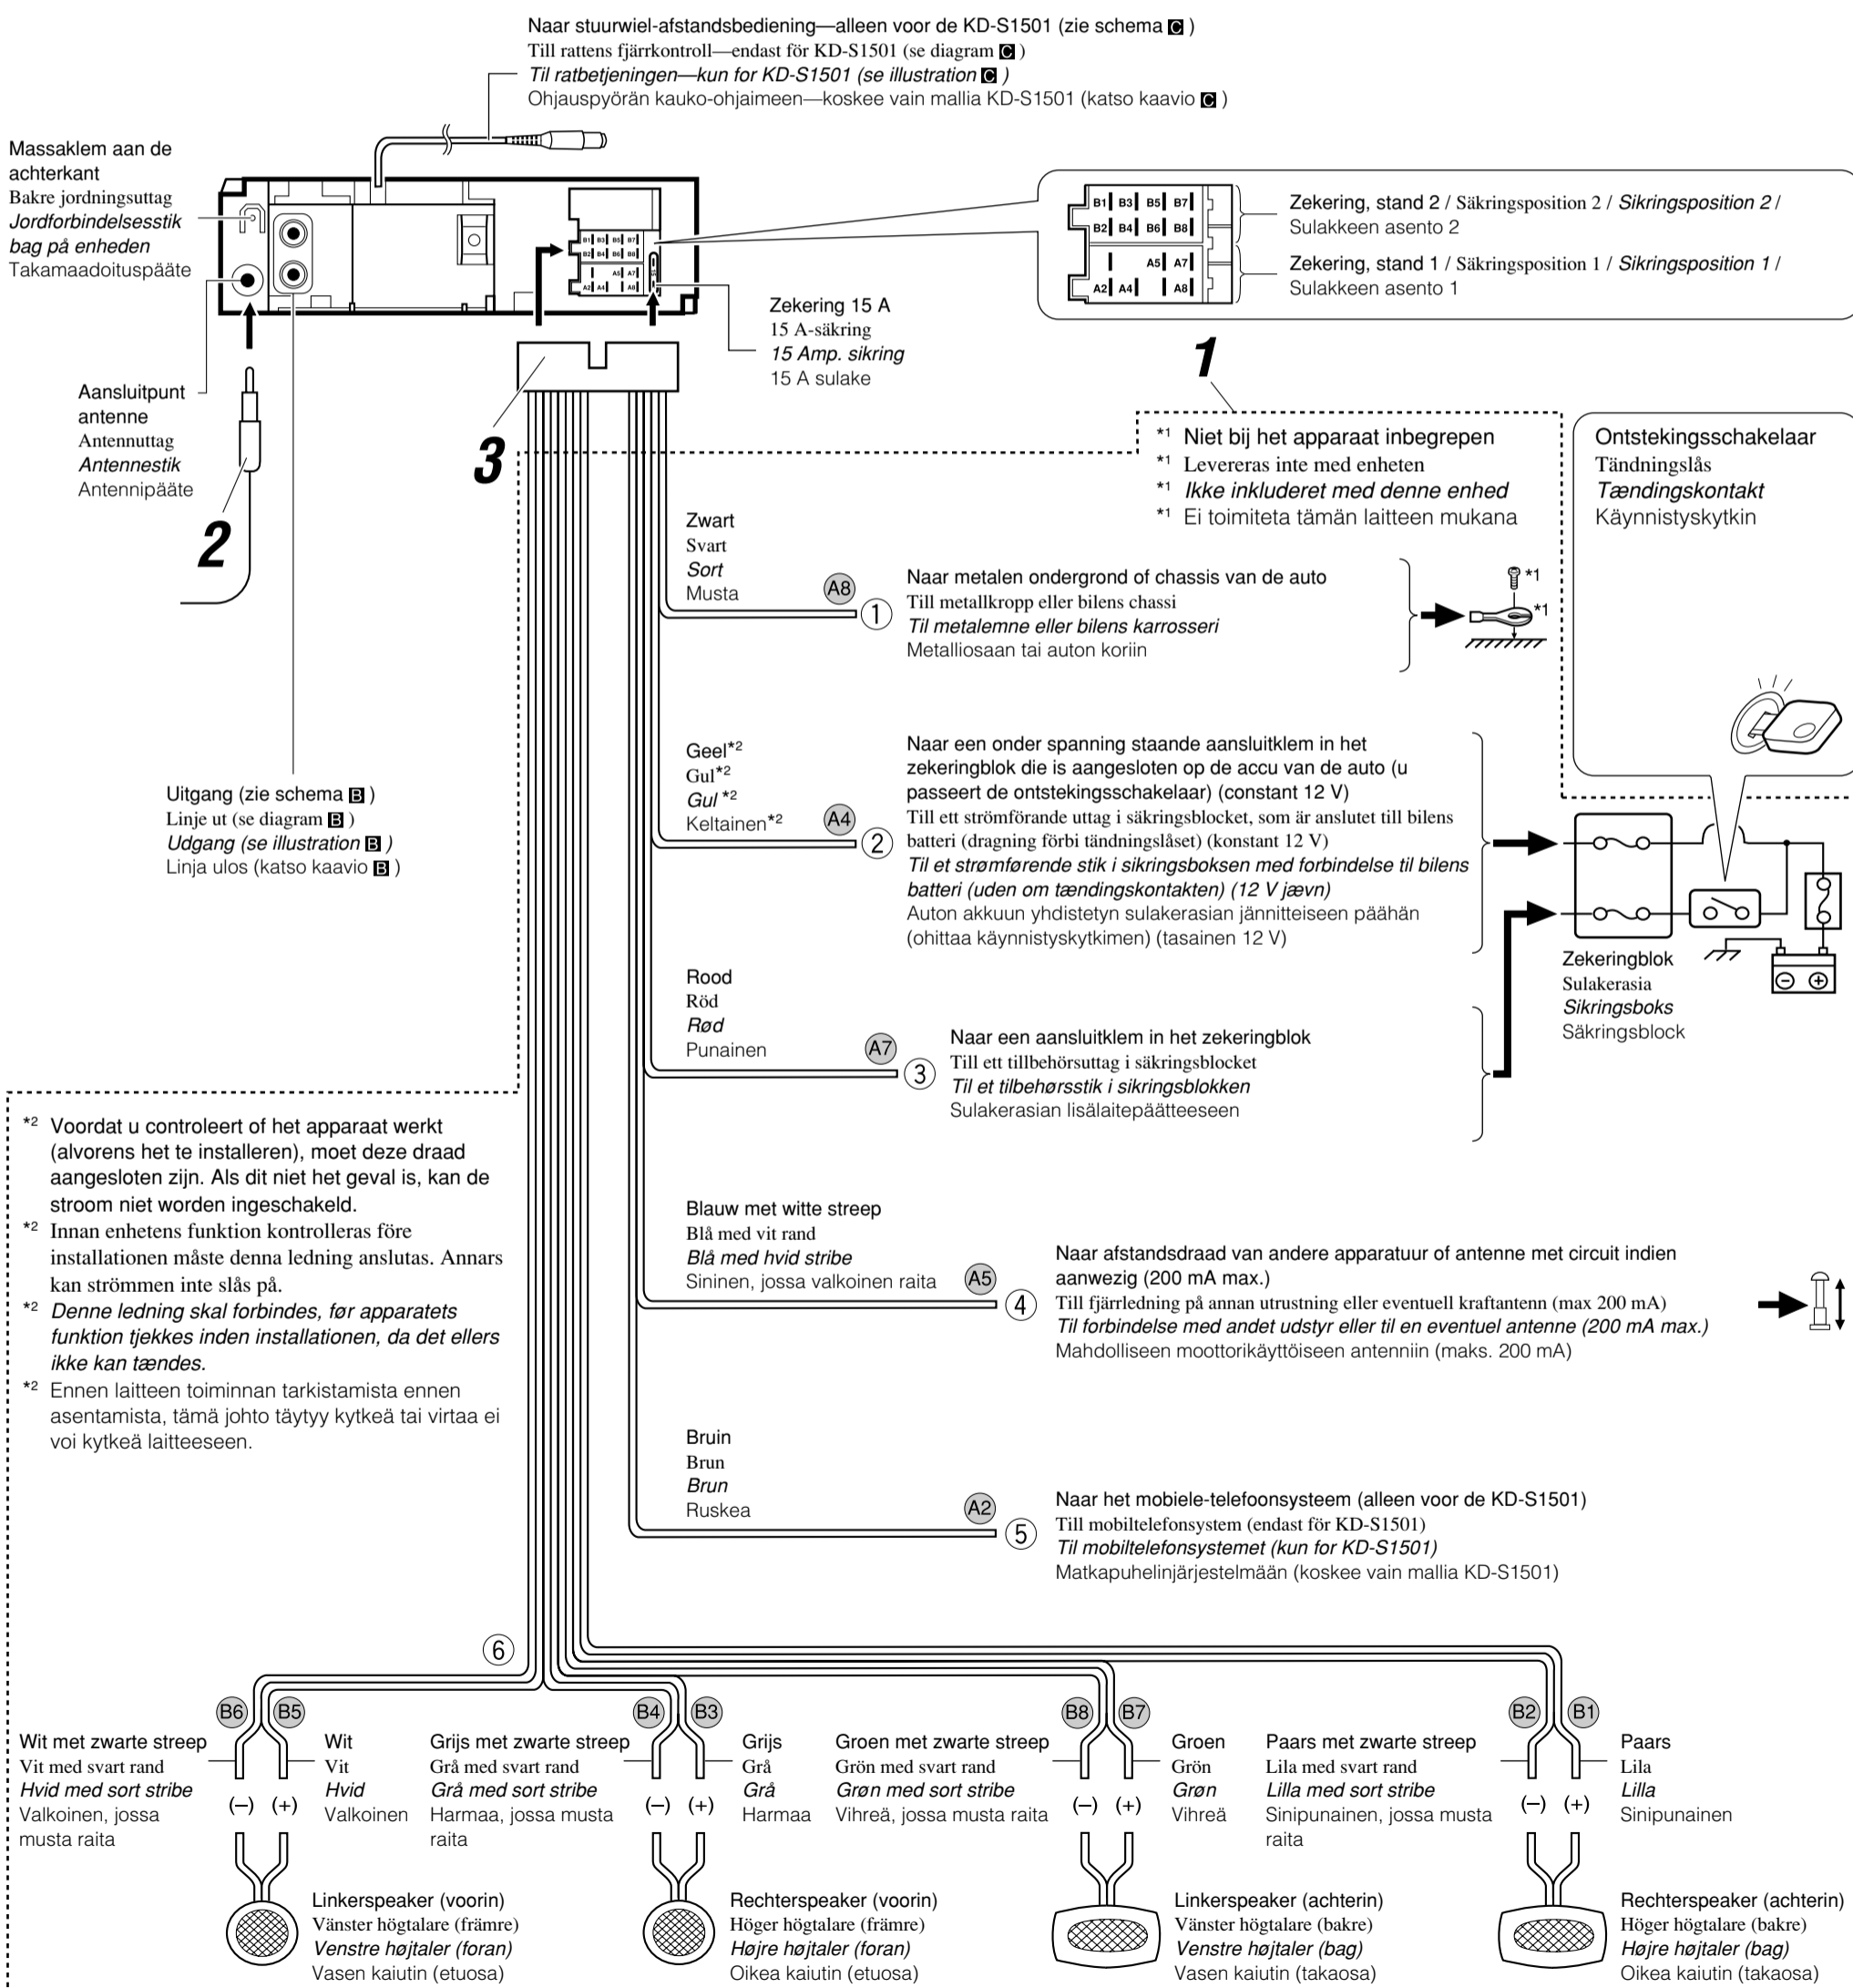 Naar stuurwiel-afstandsbediening—alleen voor de KD-S1501 (zie schema C )
Till rattens fjärrkontroll—endast för KD-S1501 (se diagram C )
Til ratbetjeningen—kun for KD-S1501 (se illustration C )
Ohjauspyörän kauko-ohjaimeen—koskee vain mallia KD-S1501 (katso kaavio C )
Massaklem aan de
achterkant
Bakre jordningsuttag
Jordforbindelsesstik
bag på enheden
Takamaadoituspääte
B1 B3 B5 B7
B2 B4 B6 B8
A5 A7
A2 A4 A8
B1 B3 B5 B7
B2 B4 B6 B8
A5 A7
A2 A4 A8
Zekering, stand 2 / Säkringsposition 2 / Sikringsposition 2 /
Sulakkeen asento 2
Zekering, stand 1 / Säkringsposition 1 / Sikringsposition 1 /
Sulakkeen asento 1
Zekering 15 A
15 A-säkring
15 Amp. sikring
15 A sulake
1
Aansluitpunt
antenne
Antennuttag
Antennestik
Antennipääte
2
3
*1 Niet bij het apparaat inbegrepen
*1 Levereras inte med enheten
*1 Ikke inkluderet med denne enhed
*1 Ei toimiteta tämän laitteen mukana
Ontstekingsschakelaar
Tändningslås
Tændingskontakt
Käynnistyskytkin
Zwart
Svart
Sort
Musta
A8
1
Naar metalen ondergrond of chassis van de auto
Till metallkropp eller bilens chassi
Til metalemne eller bilens karrosseri
Metalliosaan tai auton koriin
*1
*1
Uitgang (zie schema B )
Linje ut (se diagram B )
Udgang (se illustration B )
Linja ulos (katso kaavio B )
Geel*2
Gul*2
Gul *2
Keltainen*2
A4
2
Naar een onder spanning staande aansluitklem in het
zekeringblok die is aangesloten op de accu van de auto (u
passeert de ontstekingsschakelaar) (constant 12 V)
Till ett strömförande uttag i säkringsblocket, som är anslutet till bilens
batteri (dragning förbi tändningslåset) (konstant 12 V)
Til et strømførende stik i sikringsboksen med forbindelse til bilens
batteri (uden om tændingskontakten) (12 V jævn)
Auton akkuun yhdistetyn sulakerasian jännitteiseen päähän
(ohittaa käynnistyskytkimen) (tasainen 12 V)
Zekeringblok
Sulakerasia
Sikringsboks
Säkringsblock
Rood
Röd
Rød
Punainen
A7
3
Naar een aansluitklem in het zekeringblok
Till ett tillbehörsuttag i säkringsblocket
Til et tilbehørsstik i sikringsblokken
Sulakerasian lisälaitepäätteeseen
*2 Voordat u controleert of het apparaat werkt
(alvorens het te installeren), moet deze draad
aangesloten zijn. Als dit niet het geval is, kan de
stroom niet worden ingeschakeld.
*2 Innan enhetens funktion kontrolleras före
installationen måste denna ledning anslutas. Annars
kan strömmen inte slås på.
*2 Denne ledning skal forbindes, før apparatets
funktion tjekkes inden installationen, da det ellers
ikke kan tændes.
*2 Ennen laitteen toiminnan tarkistamista ennen
asentamista, tämä johto täytyy kytkeä tai virtaa ei
voi kytkeä laitteeseen.
Blauw met witte streep
Blå med vit rand
Blå med hvid stribe
Sininen, jossa valkoinen raita
A5
4
Naar afstandsdraad van andere apparatuur of antenne met circuit indien
aanwezig (200 mA max.)
Till fjärrledning på annan utrustning eller eventuell kraftantenn (max 200 mA)
Til forbindelse med andet udstyr eller til en eventuel antenne (200 mA max.)
Mahdolliseen moottorikäyttöiseen antenniin (maks. 200 mA)
Bruin
Brun
Brun
Ruskea
A2
5
Naar het mobiele-telefoonsysteem (alleen voor de KD-S1501)
Till mobiltelefonsystem (endast för KD-S1501)
Til mobiltelefonsystemet (kun for KD-S1501)
Matkapuhelinjärjestelmään (koskee vain mallia KD-S1501)
6
B6 B5 B4 B3 B8 B7 B2 B1
Wit met zwarte streep
Vit med svart rand
Hvid med sort stribe
Valkoinen, jossa
musta raita
(–) (+)
Wit
Vit
Hvid
Valkoinen
Grijs met zwarte streep
Grå med svart rand
Grå med sort stribe
Harmaa, jossa musta
raita
(–) (+)
Grijs
Grå
Grå
Harmaa
Groen met zwarte streep
Grön med svart rand
Grøn med sort stribe
Vihreä, jossa musta raita
(–) (+)
Groen
Grön
Grøn
Vihreä
Paars met zwarte streep
Lila med svart rand
Lilla med sort stribe
Sinipunainen, jossa musta
raita
(–) (+)
Paars
Lila
Lilla
Sinipunainen
Linkerspeaker (voorin)
Vänster högtalare (främre)
Venstre højtaler (foran)
Vasen kaiutin (etuosa)
Rechterspeaker (voorin)
Höger högtalare (främre)
Højre højtaler (foran)
Oikea kaiutin (etuosa)
Linkerspeaker (achterin)
Vänster högtalare (bakre)
Venstre højtaler (bag)
Vasen kaiutin (takaosa)
Rechterspeaker (achterin)
Höger högtalare (bakre)
Højre højtaler (bag)
Oikea kaiutin (takaosa)